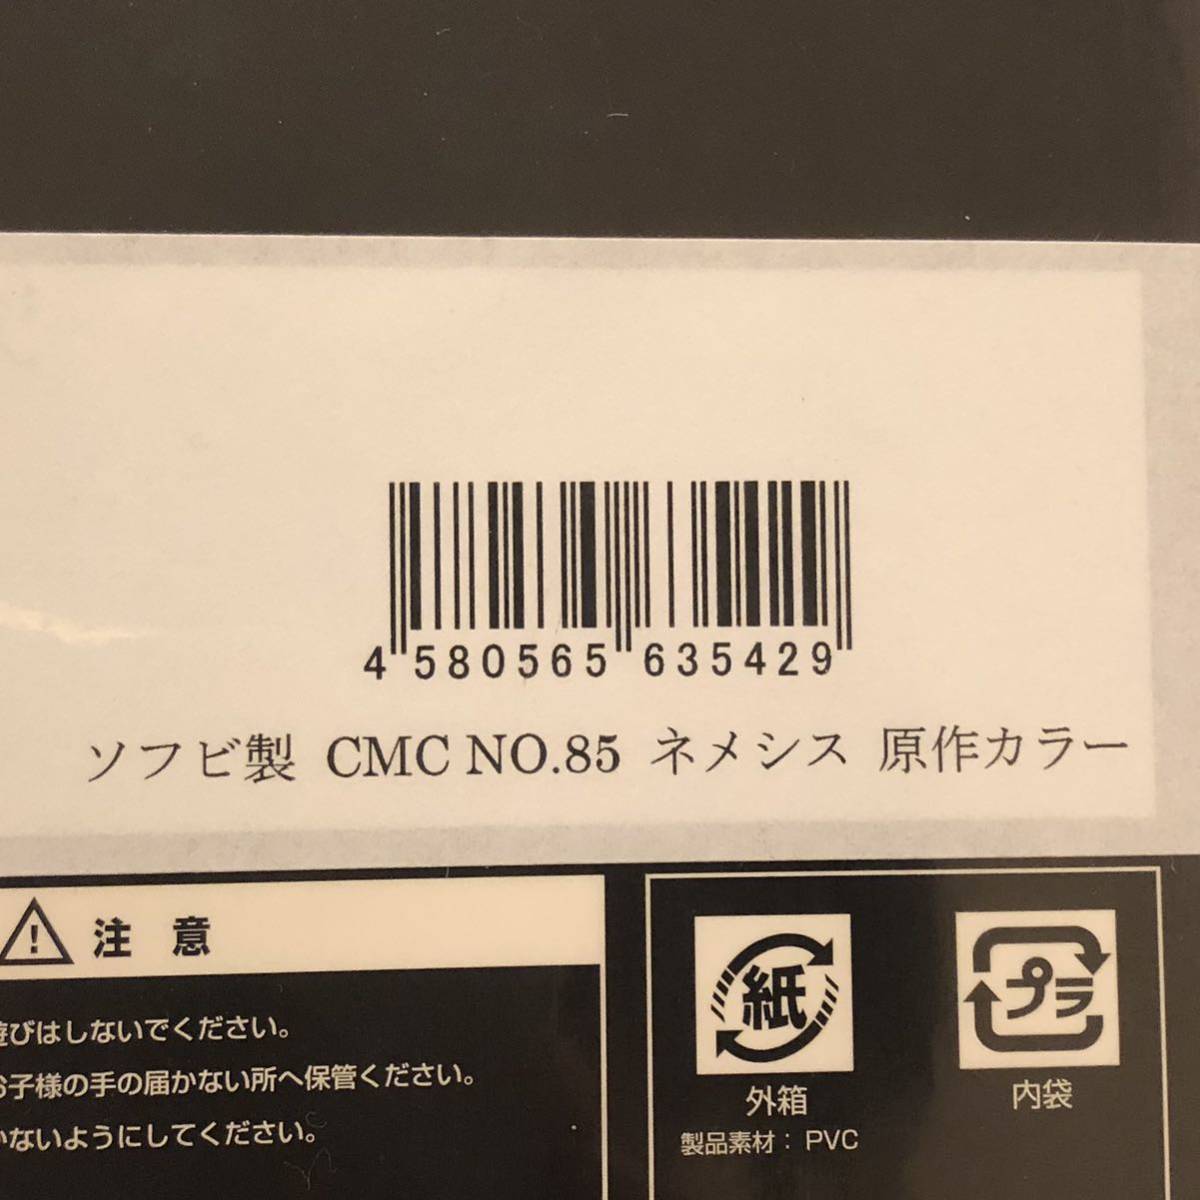 4 580565 635429
ソフビ製 CMC NO.85 ネメシス 原作カラー
注意
びはしないでください。
子様の手の届かない所へ保管ください。
ないようにしてください。
紙
外箱
プラ
内袋
製品素材：PVC